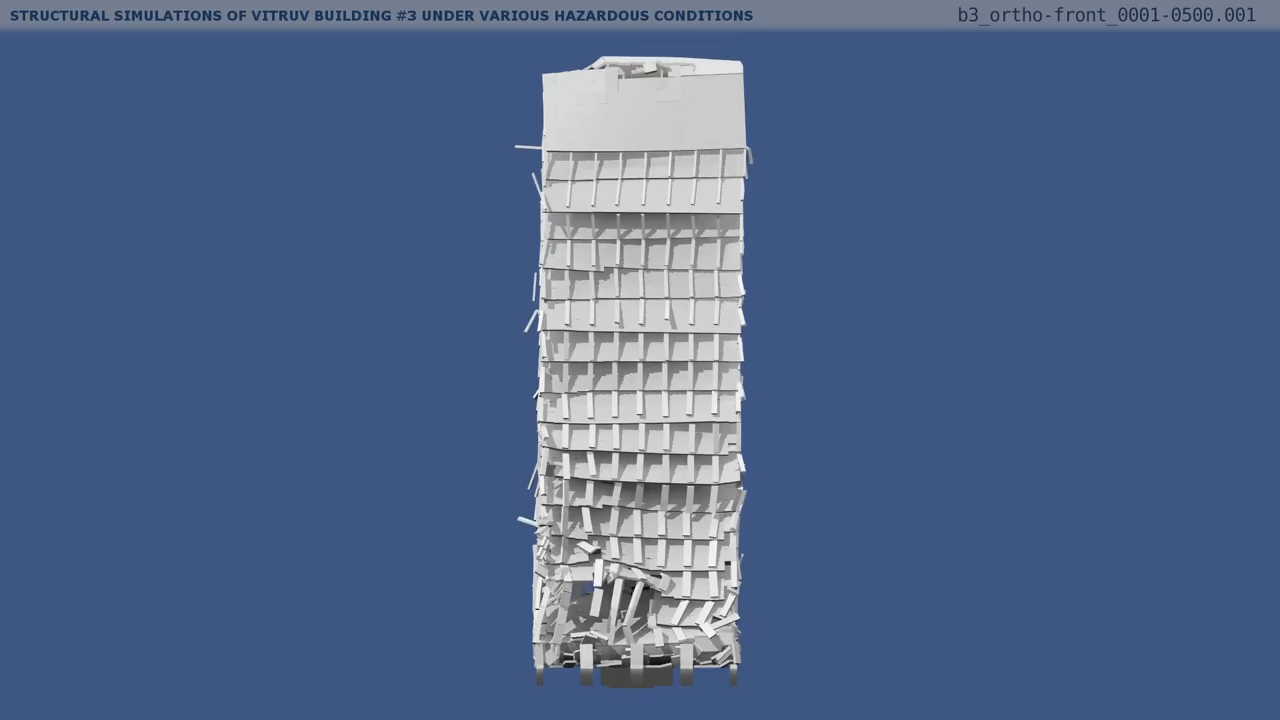 STRUCTURAL SIMULATIONS OF VITRUV BUILDING #3 UNDER VARIOUS HAZARDOUS CONDITIONS
b3_ortho-front_0001-0500.001